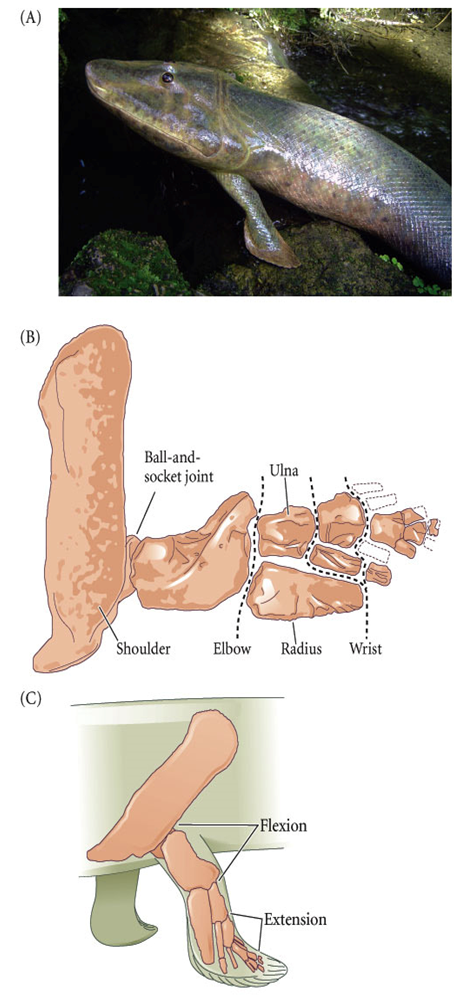 (A)
(B)
Ball-and-
socket joint
Ulna
Shoulder
Elbow
Radius
Wrist
(C)
Flexion
Extension